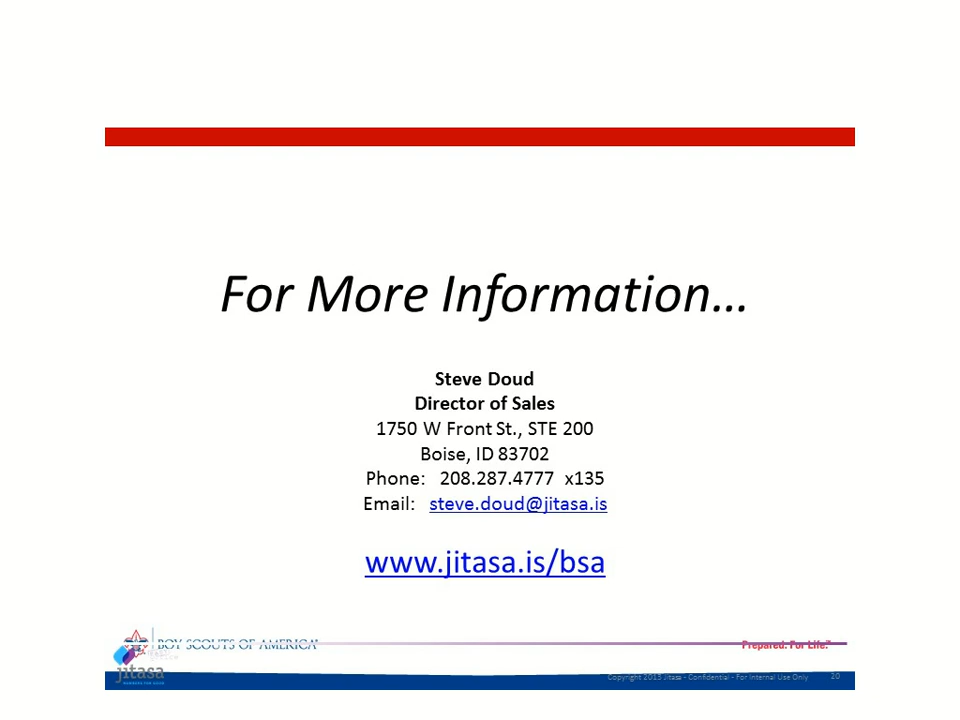 For More Information…
Steve Doud
Director of Sales
1750 W Front St., STE 200
Boise, ID 83702
Phone: 208.287.4777 x135
Email: steve.doud@jitasa.is
www.jitasa.is/bsa
BOY SCOUTS OF AMERICA®
Prepared. For Life.™
jitasa
Copyright 2013 Jitasa - Confidential - For Internal Use Only
20